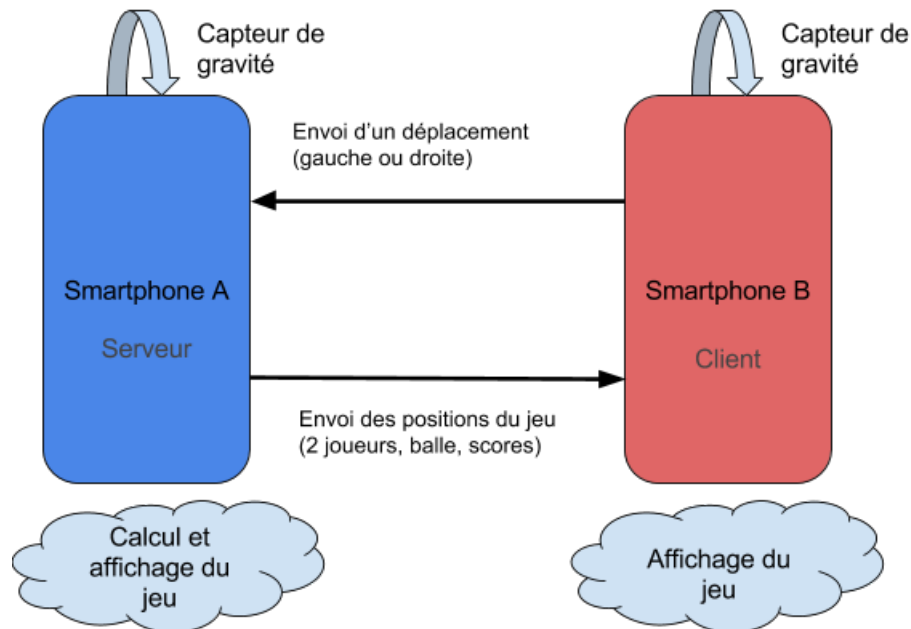 Capteur de
gravité
Capteur de
gravité
Envoi d'un déplacement
(gauche ou droite)
Smartphone A
Serveur
Smartphone B
Client
Envoi des positions du jeu
(2 joueurs, balle, scores)
Calcul et
affichage du
jeu
Affichage du
jeu